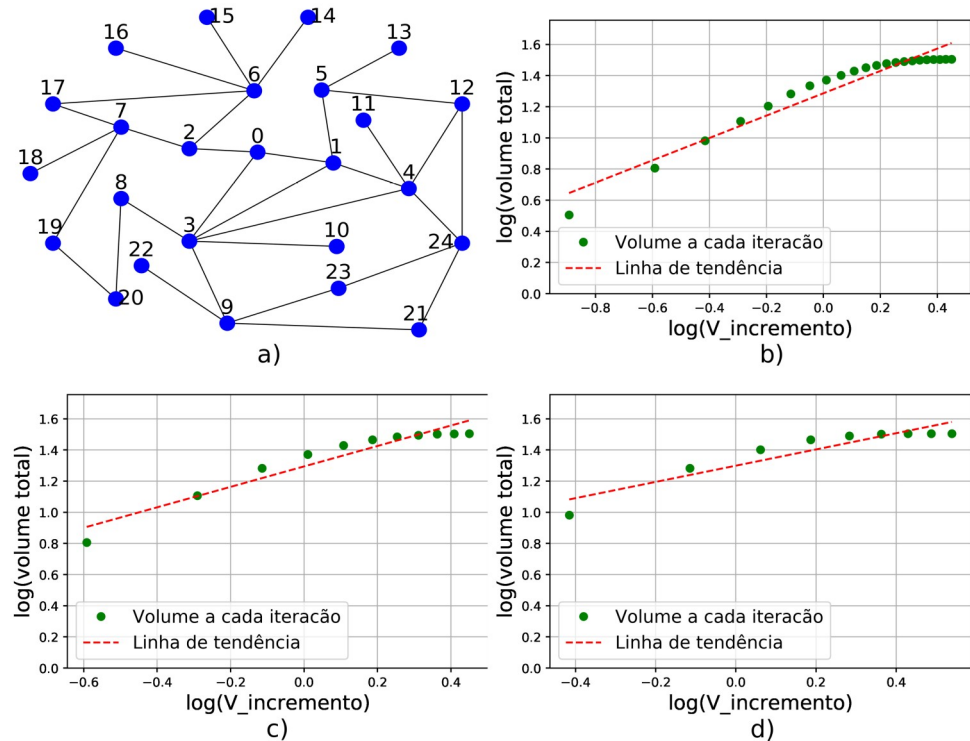 15
14
16
13
6
5
17
12
7
11
2
0
1
18
4
8
3
10
19
22
24
23
20
9
21
a)
log(volume total)
1.6
1.4
1.2
1.0
0.8
0.6
0.4
0.2
0.0
Volume a cada iteracão
Linha de tendência
−0.8 −0.6 −0.4 −0.2 0.0 0.2 0.4
log(V_incremento)
b)
log(volume total)
1.6
1.4
1.2
1.0
0.8
0.6
0.4
0.2
0.0
Volume a cada iteracão
Linha de tendência
−0.6 −0.4 −0.2 0.0 0.2 0.4
log(V_incremento)
c)
log(volume total)
1.6
1.4
1.2
1.0
0.8
0.6
0.4
0.2
0.0
Volume a cada iteracão
Linha de tendência
−0.4 −0.2 0.0 0.2 0.4
log(V_incremento)
d)